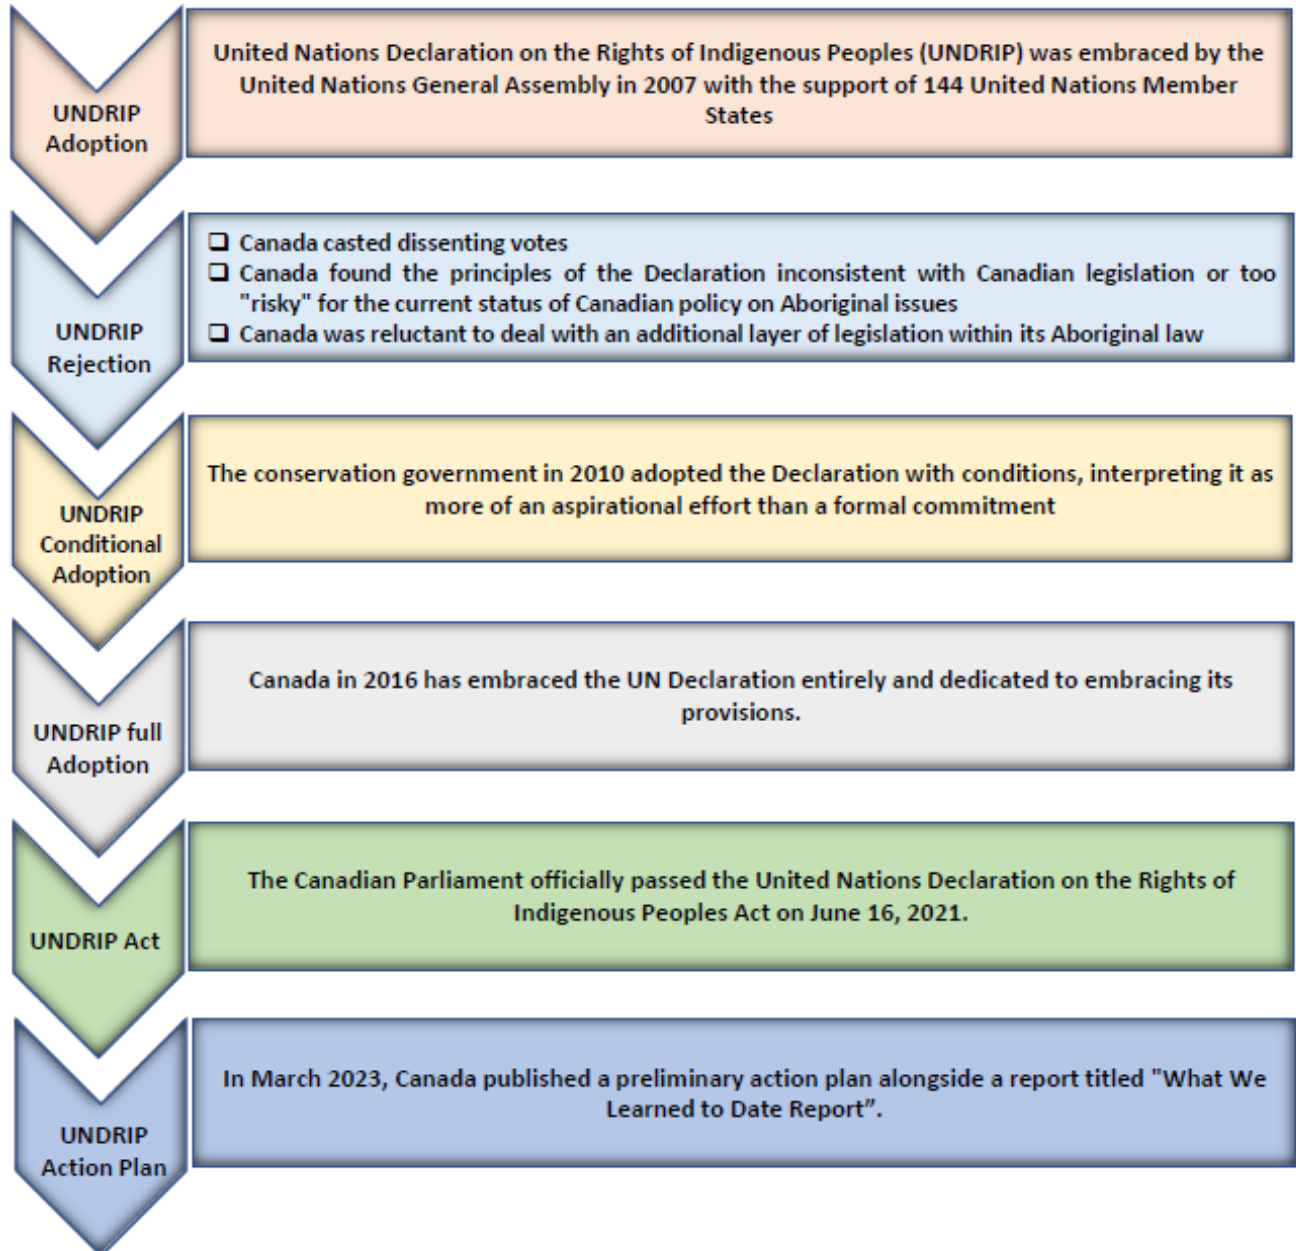 UNDRIP
Adoption
United Nations Declaration on the Rights of Indigenous Peoples (UNDRIP) was embraced by the
United Nations General Assembly in 2007 with the support of 144 United Nations Member
States
UNDRIP
Rejection
❑ Canada casted dissenting votes
❑ Canada found the principles of the Declaration inconsistent with Canadian legislation or too
"risky" for the current status of Canadian policy on Aboriginal issues
❑ Canada was reluctant to deal with an additional layer of legislation within its Aboriginal law
UNDRIP
Conditional
Adoption
The conservation government in 2010 adopted the Declaration with conditions, interpreting it as
more of an aspirational effort than a formal commitment
UNDRIP full
Adoption
Canada in 2016 has embraced the UN Declaration entirely and dedicated to embracing its
provisions.
UNDRIP Act
The Canadian Parliament officially passed the United Nations Declaration on the Rights of
Indigenous Peoples Act on June 16, 2021.
UNDRIP
Action Plan
In March 2023, Canada published a preliminary action plan alongside a report titled "What We
Learned to Date Report”.